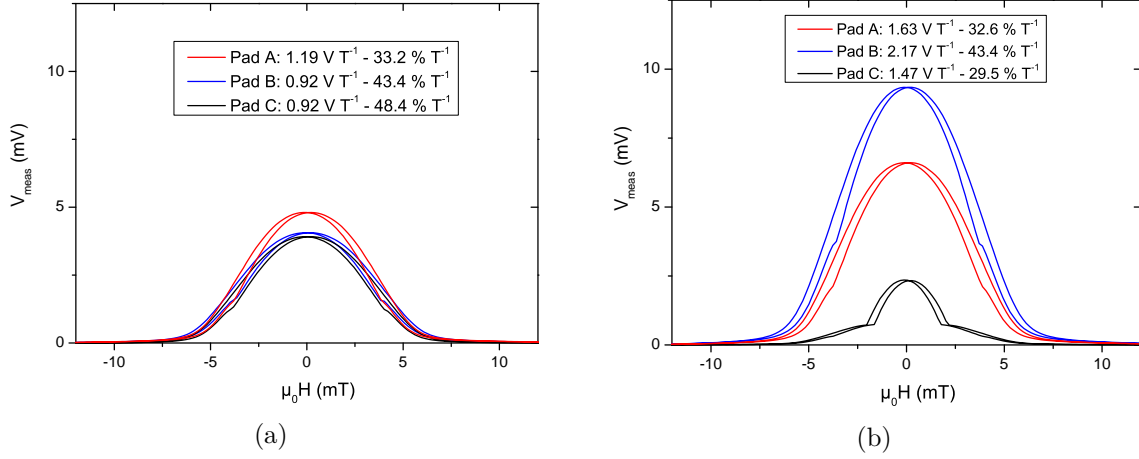 (a)
10
5
0
V_meas (mV)
-10 -5 0 5 10
μ₀H (mT)
Pad A: 1.19 V T⁻¹ - 33.2 % T⁻¹
Pad B: 0.92 V T⁻¹ - 43.4 % T⁻¹
Pad C: 0.92 V T⁻¹ - 48.4 % T⁻¹
(a)
(b)
10
5
0
V_meas (mV)
-10 -5 0 5 10
μ₀H (mT)
Pad A: 1.63 V T⁻¹ - 32.6 % T⁻¹
Pad B: 2.17 V T⁻¹ - 43.4 % T⁻¹
Pad C: 1.47 V T⁻¹ - 29.5 % T⁻¹
(b)